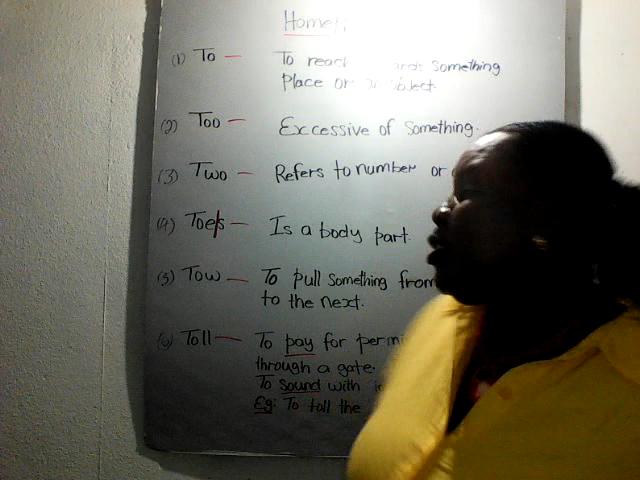 (1) To — To reach something
Place or object.
(2) Too — Excessive of something.
(3) Two — Refers to number or
(4) Toes — Is a body part.
(5) Tow — To pull something from
to the next.
(6) Toll — To pay for
through a gate.
To sound with
Eg: To toll the